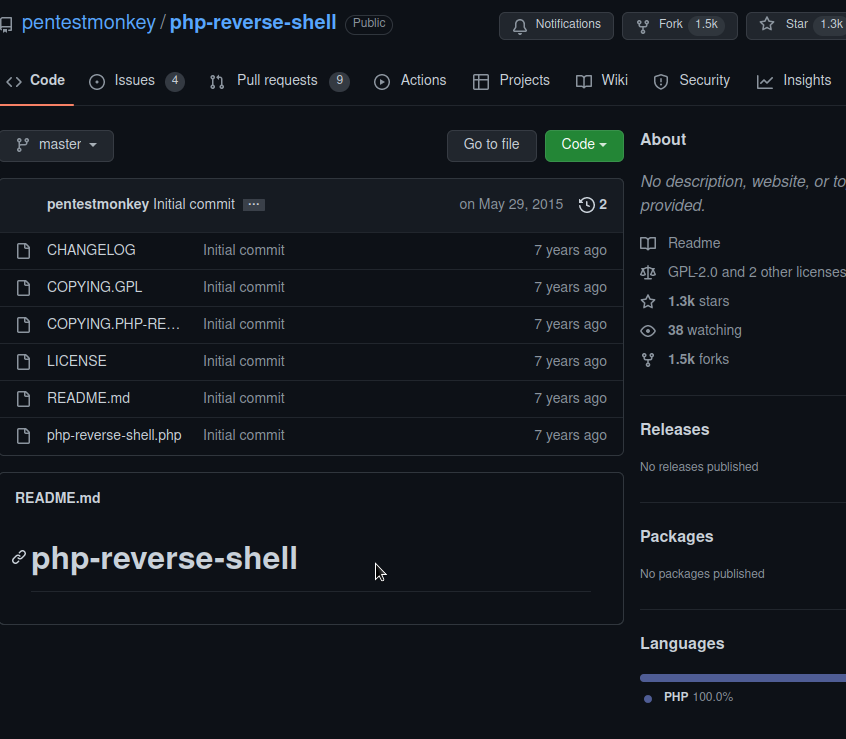 pentestmonkey / php-reverse-shell Public Notifications Fork 1.5k Star 1.3k
Code Issues 4 Pull requests 9 Actions Projects Wiki Security Insights
master Go to file Code
pentestmonkey Initial commit ... on May 29, 2015 2
CHANGELOG Initial commit 7 years ago
COPYING.GPL Initial commit 7 years ago
COPYING.PHP-RE... Initial commit 7 years ago
LICENSE Initial commit 7 years ago
README.md Initial commit 7 years ago
php-reverse-shell.php Initial commit 7 years ago
README.md
php-reverse-shell
About
No description, website, or to
provided.
Readme
GPL-2.0 and 2 other licenses
1.3k stars
38 watching
1.5k forks
Releases
No releases published
Packages
No packages published
Languages
PHP 100.0%